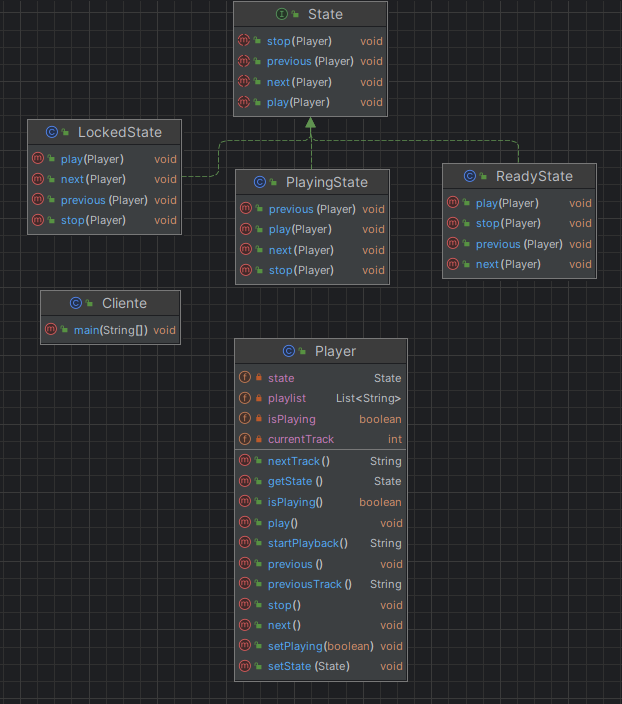 State
stop(Player) void
previous(Player) void
next(Player) void
play(Player) void
LockedState
play(Player) void
next(Player) void
previous(Player) void
stop(Player) void
PlayingState
previous(Player) void
play(Player) void
next(Player) void
stop(Player) void
ReadyState
play(Player) void
stop(Player) void
previous(Player) void
next(Player) void
Cliente
main(String[]) void
Player
state State
playlist List<String>
isPlaying boolean
currentTrack int
nextTrack() String
getState() State
isPlaying() boolean
play() void
startPlayback() String
previous() void
previousTrack() String
stop() void
next() void
setPlaying(boolean) void
setState(State) void